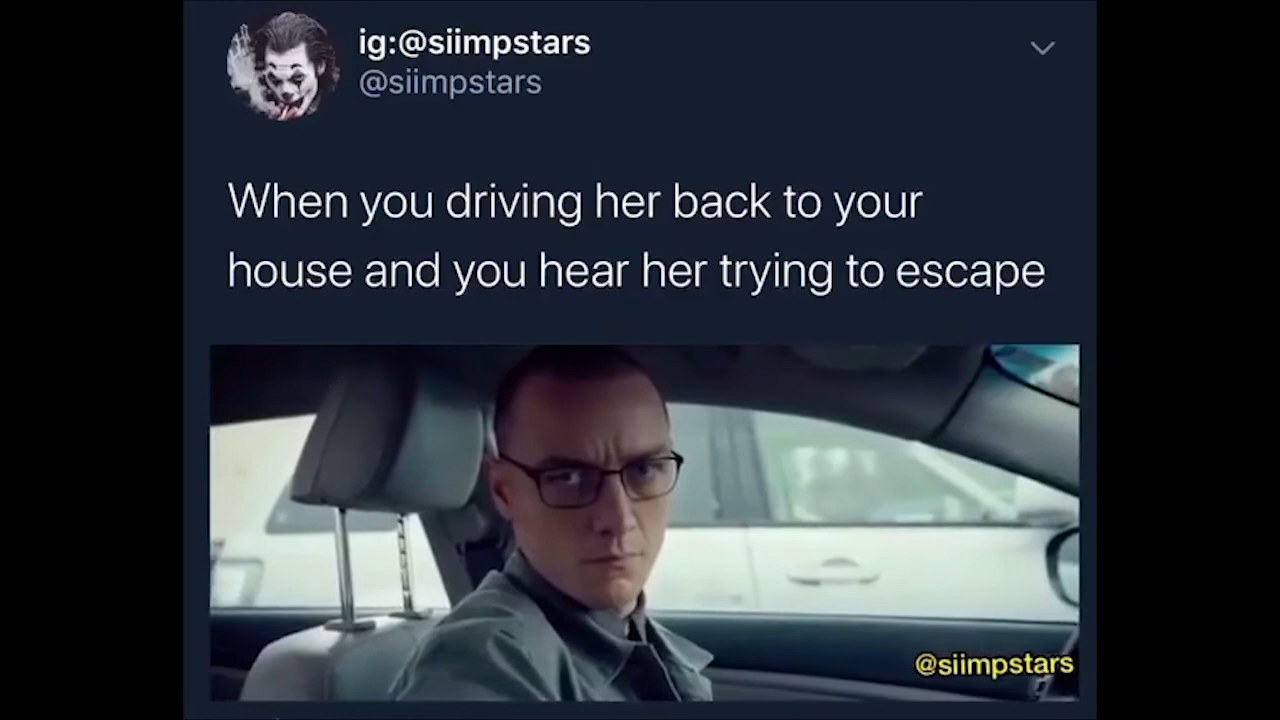 ig:@siimpstars
@siimpstars
When you driving her back to your
house and you hear her trying to escape
@siimpstars